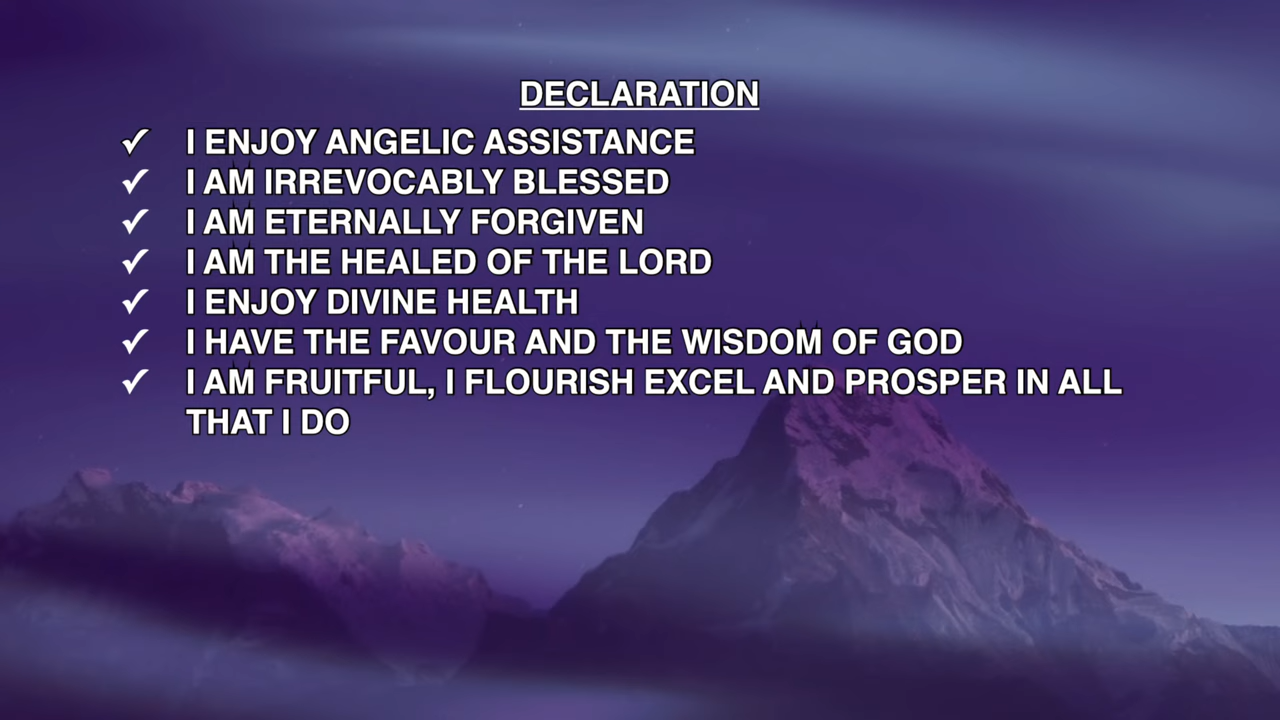 DECLARATION
✓ I ENJOY ANGELIC ASSISTANCE
✓ I AM IRREVOCABLY BLESSED
✓ I AM ETERNALLY FORGIVEN
✓ I AM THE HEALED OF THE LORD
✓ I ENJOY DIVINE HEALTH
✓ I HAVE THE FAVOUR AND THE WISDOM OF GOD
✓ I AM FRUITFUL, I FLOURISH EXCEL AND PROSPER IN ALL
THAT I DO